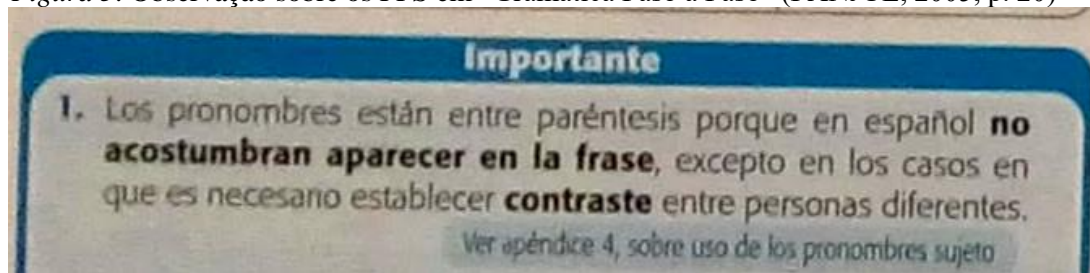 Importante
1. Los pronombres están entre paréntesis porque en español no
acostumbran aparecer en la frase, excepto en los casos en
que es necesario establecer contraste entre personas diferentes.
Ver apéndice 4, sobre uso de los pronombres sujeto